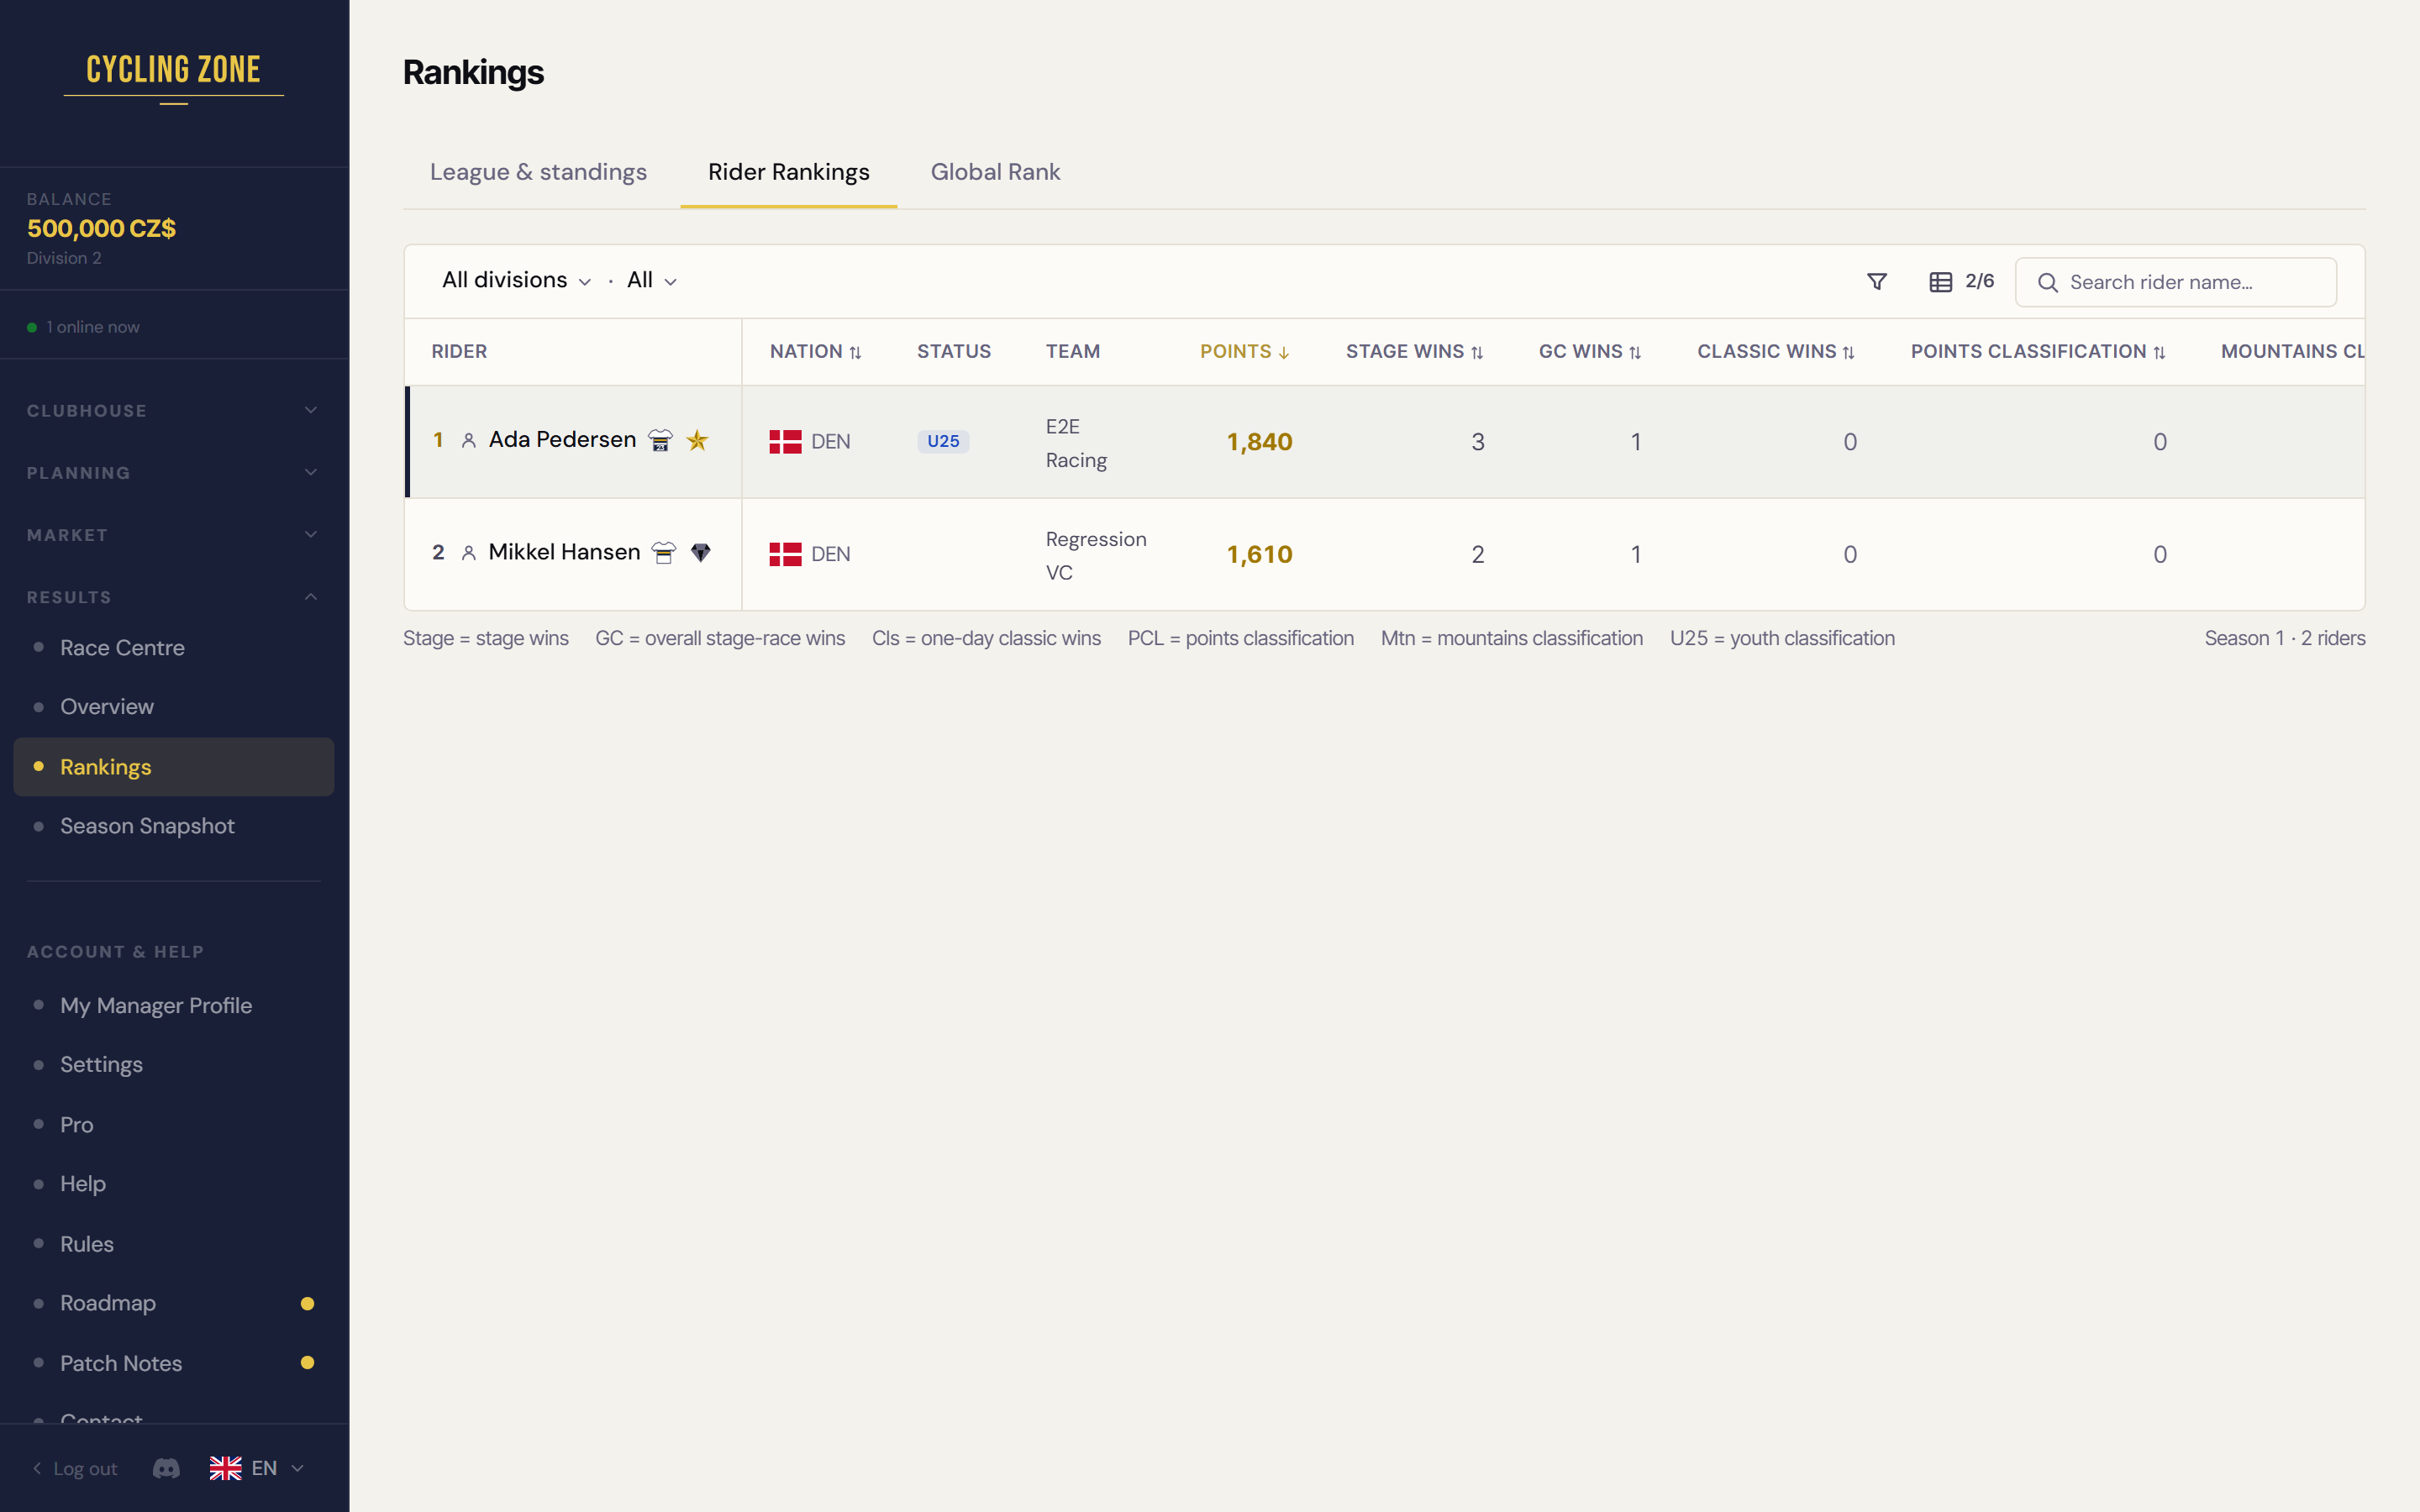 CYCLING ZONE
BALANCE
500,000 CZ$
Division 2
1 online now
CLUBHOUSE
PLANNING
MARKET
RESULTS
Race Centre
Overview
Rankings
Season Snapshot
ACCOUNT & HELP
My Manager Profile
Settings
Pro
Help
Rules
Roadmap
Patch Notes
Contact
Log out EN
Rankings
League & standings Rider Rankings Global Rank
All divisions · All 2/6 Search rider name...
RIDER NATION STATUS TEAM POINTS STAGE WINS GC WINS CLASSIC WINS POINTS CLASSIFICATION MOUNTAINS CL
1 Ada Pedersen DEN U25 E2E Racing 1,840 3 1 0 0
2 Mikkel Hansen DEN Regression VC 1,610 2 1 0 0
Stage = stage wins GC = overall stage-race wins Cls = one-day classic wins PCL = points classification Mtn = mountains classification U25 = youth classification Season 1 · 2 riders